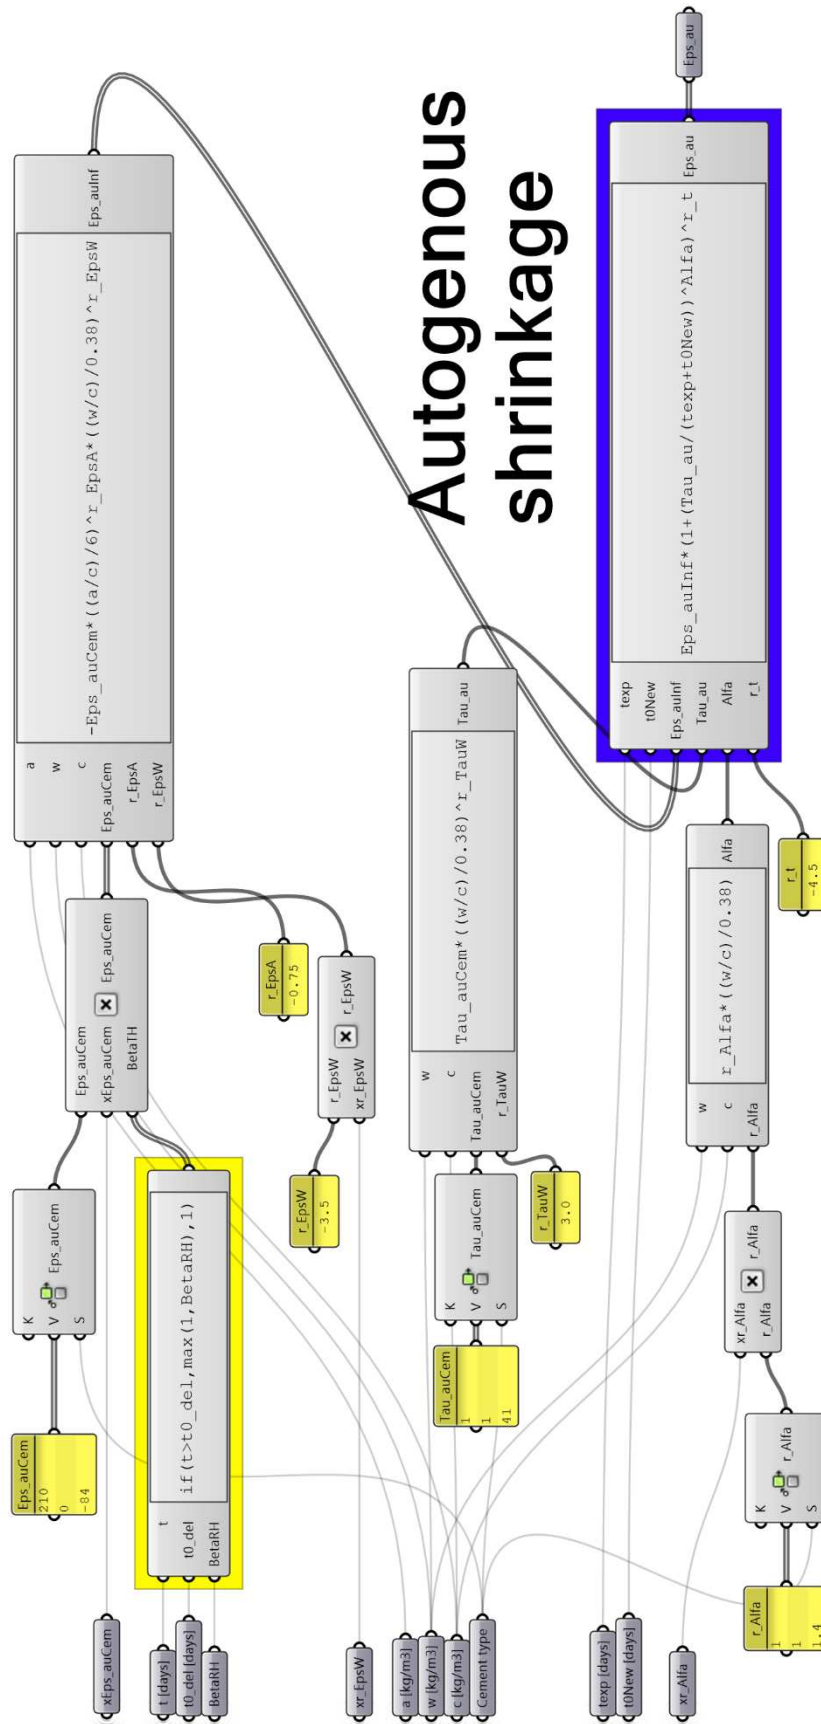 xEps_auCem
t [days]
t0_del [days]
BetaRH
xr_EpsW
a [kg/m3]
w [kg/m3]
c [kg/m3]
Cement type
texp [days]
t0New [days]
xr_Alfa
Eps_auCem
210
0
-84
K
V
S
Eps_auCem
t
t0_del
BetaRH
if(t>t0_del,max(1,BetaRH),1)
Eps_auCem
xEps_auCem
BetaTH
Eps_auCem
r_EpsW
-3.5
r_EpsA
-0.75
r_EpsW
xr_EpsW
r_EpsW
a
w
c
Eps_auCem
r_EpsA
r_EpsW
-Eps_auCem*((a/c)/6)^r_EpsA*((w/c)/0.38)^r_EpsW
Eps_auInf
Tau_auCem
1
1
41
K
V
S
Tau_auCem
r_TauW
3.0
w
c
Tau_auCem
r_TauW
Tau_auCem*((w/c)/0.38)^r_TauW
Tau_au
Autogenous
shrinkage
r_Alfa
1
1
1.4
K
V
S
r_Alfa
xr_Alfa
r_Alfa
r_Alfa
w
c
r_Alfa
r_Alfa*((w/c)/0.38)
Alfa
r_t
-4.5
texp
t0New
Eps_auInf
Tau_au
Alfa
r_t
Eps_auInf*(1+(Tau_au/(texp+t0New))^Alfa)^r_t
Eps_au
Eps_au